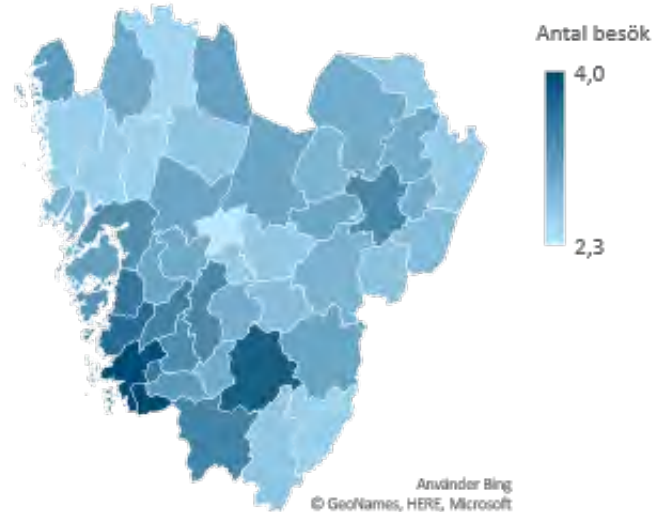 Antal besök
4,0
2,3
Använder Bing
© GeoNames, HERE, Microsoft